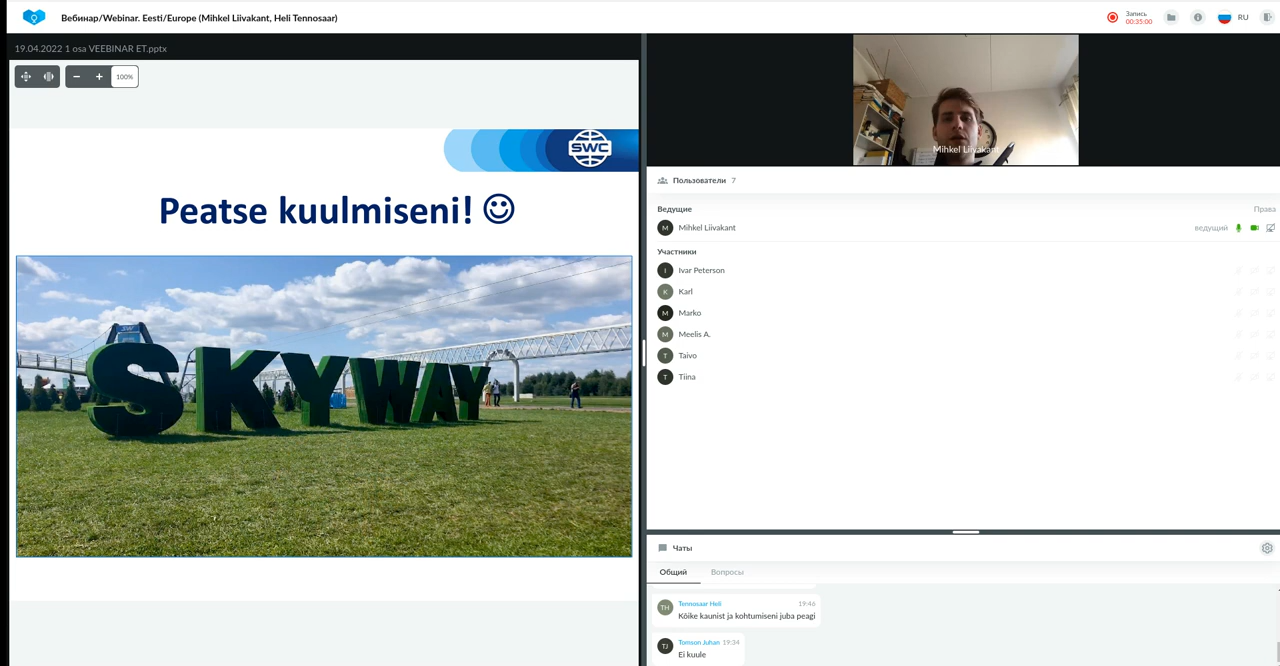 Вебинар/Webinar. Eesti/Europe (Mihkel Liivakant, Heli Tennosaar)
Запись
00:35:00
RU
19.04.2022 1 osa VEEBINAR ET.pptx
100%
SWC
Peatse kuulmiseni! ☺
SW
SKYWAY
Mihkel Liivakant
Пользователи 7
Ведущие Права
M Mihkel Liivakant ведущий
Участники
I Ivar Peterson
K Karl
M Marko
M Meelis A.
T Taivo
T Tiina
Чаты
Общий Вопросы
TH Tennosaar Heli 19:46
Kõike kaunist ja kohtumiseni juba peagi
TJ Tomson Juhan 19:34
Ei kuule